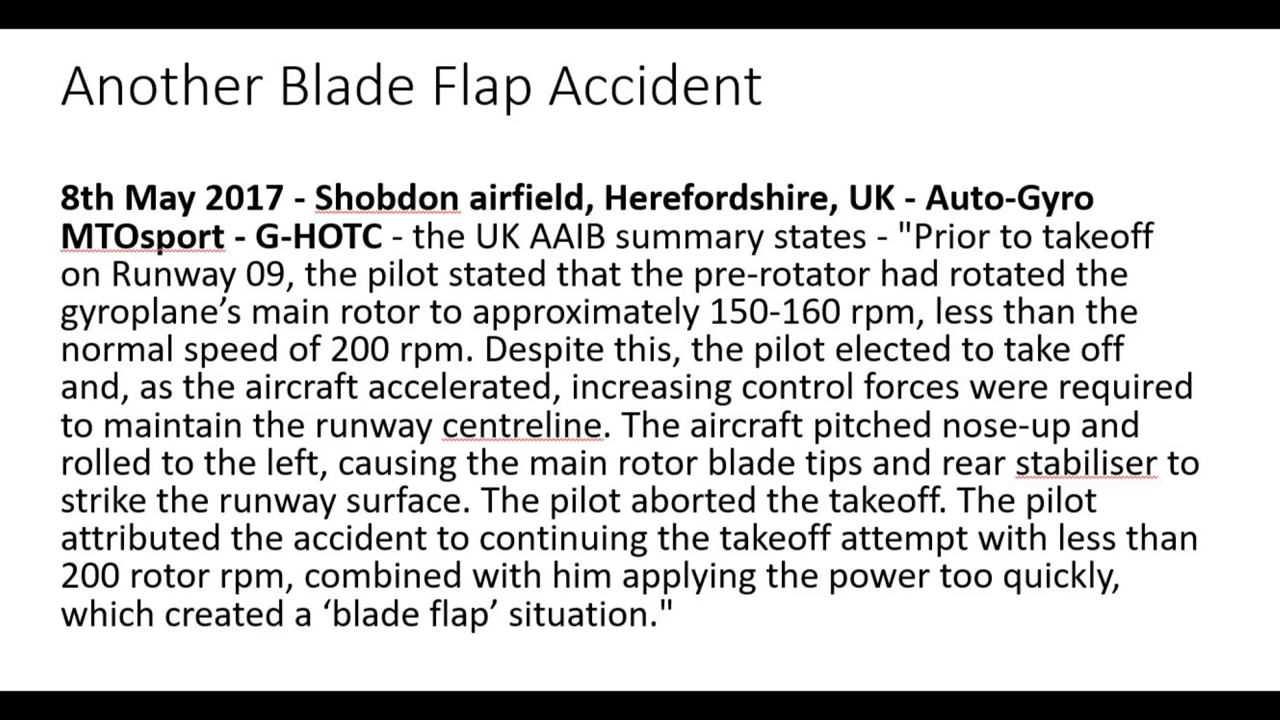 Another Blade Flap Accident
8th May 2017 - Shobdon airfield, Herefordshire, UK - Auto-Gyro
MTOsport - G-HOTC - the UK AAIB summary states - "Prior to takeoff
on Runway 09, the pilot stated that the pre-rotator had rotated the
gyroplane’s main rotor to approximately 150-160 rpm, less than the
normal speed of 200 rpm. Despite this, the pilot elected to take off
and, as the aircraft accelerated, increasing control forces were required
to maintain the runway centreline. The aircraft pitched nose-up and
rolled to the left, causing the main rotor blade tips and rear stabiliser to
strike the runway surface. The pilot aborted the takeoff. The pilot
attributed the accident to continuing the takeoff attempt with less than
200 rotor rpm, combined with him applying the power too quickly,
which created a ‘blade flap’ situation."